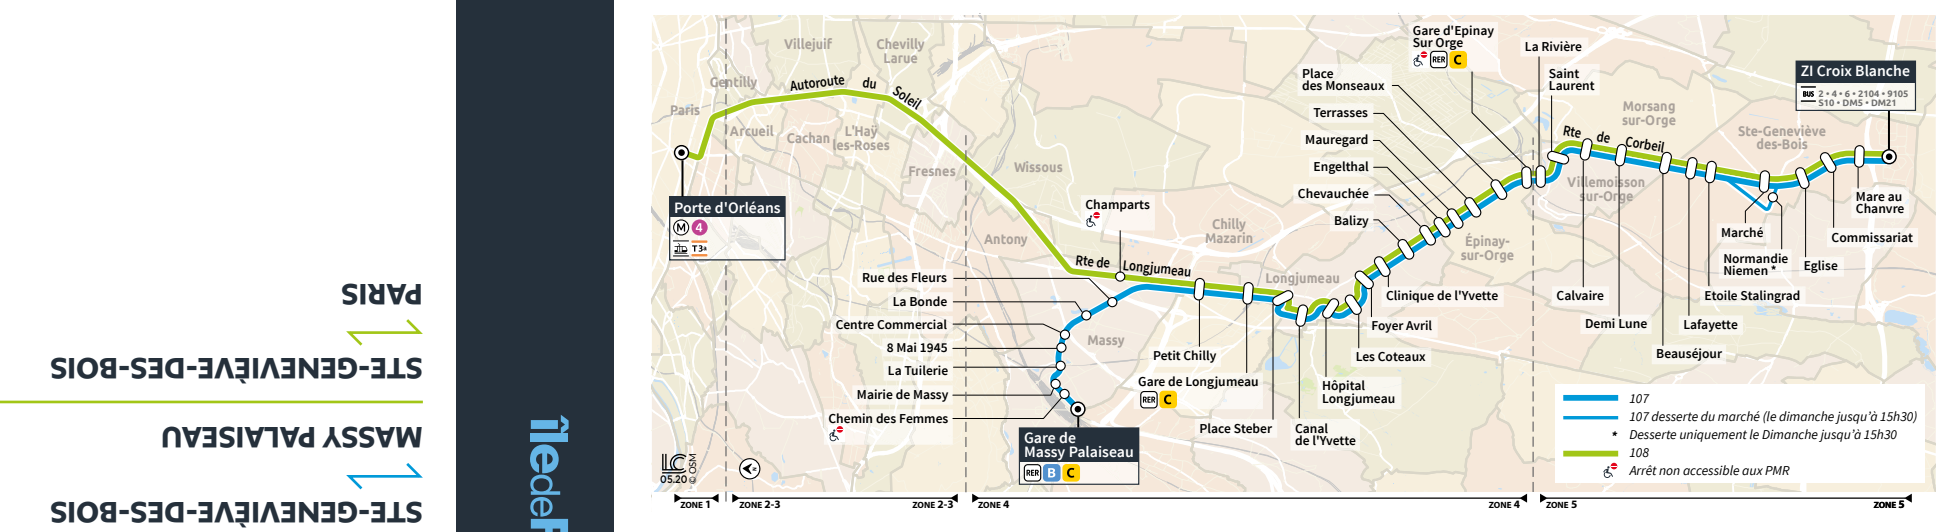 STE-GENEVIÈVE-DES-BOIS
MASSY PALAISEAU
STE-GENEVIÈVE-DES-BOIS
PARIS
îledeF
Villejuif
Chevilly
Larue
Gentilly
Autoroute du Soleil
Paris
Arcueil
Cachan
L'Haÿ
les-Roses
Fresnes
Wissous
Antony
Massy
Chilly
Mazarin
Longjumeau
Épinay-
sur-Orge
Villemoisson
sur-Orge
Morsang
sur-Orge
Ste-Geneviève
des-Bois
Porte d'Orléans
M 4
T3a
Champarts
Rte de Longjumeau
Rue des Fleurs
La Bonde
Centre Commercial
8 Mai 1945
La Tuilerie
Mairie de Massy
Chemin des Femmes
Gare de
Massy Palaiseau
RER B C
Petit Chilly
Gare de Longjumeau
RER C
Place Steber
Canal
de l'Yvette
Hôpital
Longjumeau
Les Coteaux
Foyer Avril
Clinique de l'Yvette
Balizy
Chevauchée
Engelthal
Mauregard
Terrasses
Place
des Monseaux
Gare d'Epinay
Sur Orge
RER C
La Rivière
Saint
Laurent
Rte de Corbeil
Calvaire
Demi Lune
Beauséjour
Lafayette
Etoile Stalingrad
Marché
Normandie
Niemen *
Eglise
Commissariat
Mare au
Chanvre
ZI Croix Blanche
BUS 2 • 4 • 6 • 2104 • 9105
S10 • DM5 • DM21
107
107 desserte du marché (le dimanche jusqu'à 15h30)
* Desserte uniquement le Dimanche jusqu'à 15h30
108
Arrêt non accessible aux PMR
LC
05.20 © OSM
ZONE 1
ZONE 2-3
ZONE 2-3
ZONE 4
ZONE 4
ZONE 5
ZONE 5